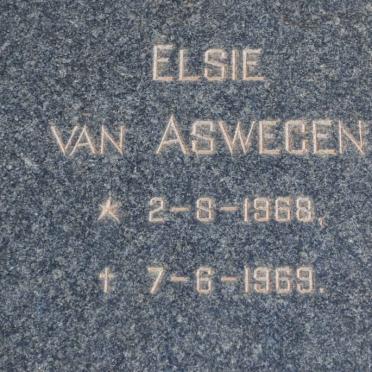 ELSIE
VAN ASWEGEN
* 2-8-1968,
† 7-6-1969.